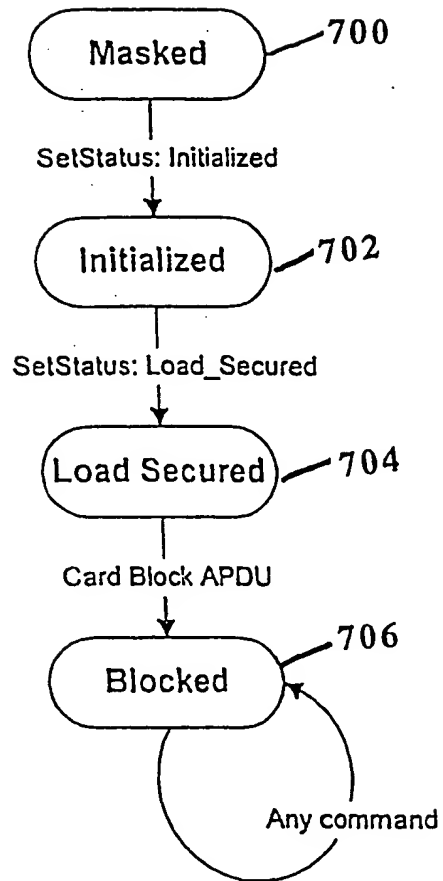 Masked
700
SetStatus: Initialized
Initialized
702
SetStatus: Load_Secured
Load Secured
704
Card Block APDU
706
Blocked
Any command